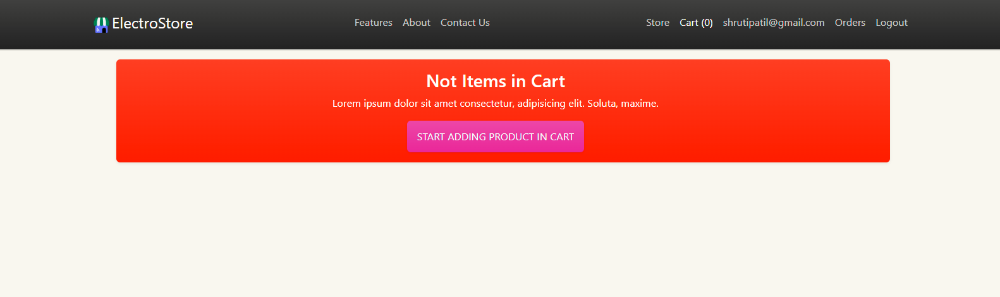 ElectroStore Features About Contact Us Store Cart (0) shrutipatil@gmail.com Orders Logout
Not Items in Cart
Lorem ipsum dolor sit amet consectetur, adipisicing elit. Soluta, maxime.
START ADDING PRODUCT IN CART